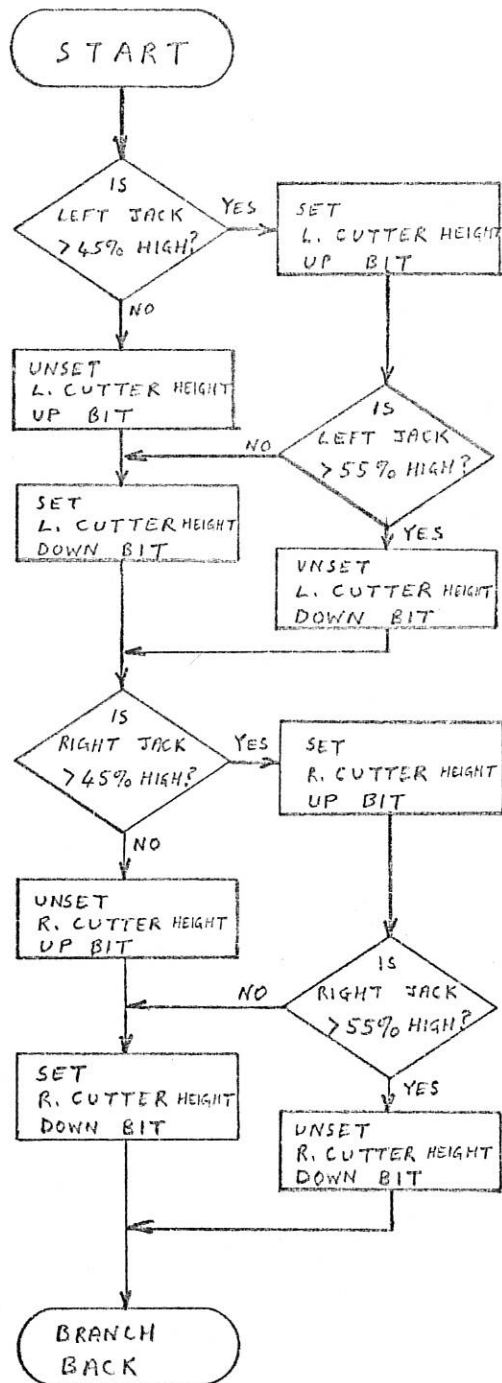 START
IS
LEFT JACK
>45% HIGH?
YES
SET
L. CUTTER HEIGHT
UP BIT
NO
UNSET
L. CUTTER HEIGHT
UP BIT
IS
LEFT JACK
>55% HIGH?
NO
YES
SET
L. CUTTER HEIGHT
DOWN BIT
UNSET
L. CUTTER HEIGHT
DOWN BIT
IS
RIGHT JACK
>45% HIGH?
YES
SET
R. CUTTER HEIGHT
UP BIT
NO
UNSET
R. CUTTER HEIGHT
UP BIT
IS
RIGHT JACK
>55% HIGH?
NO
YES
SET
R. CUTTER HEIGHT
DOWN BIT
UNSET
R. CUTTER HEIGHT
DOWN BIT
BRANCH
BACK